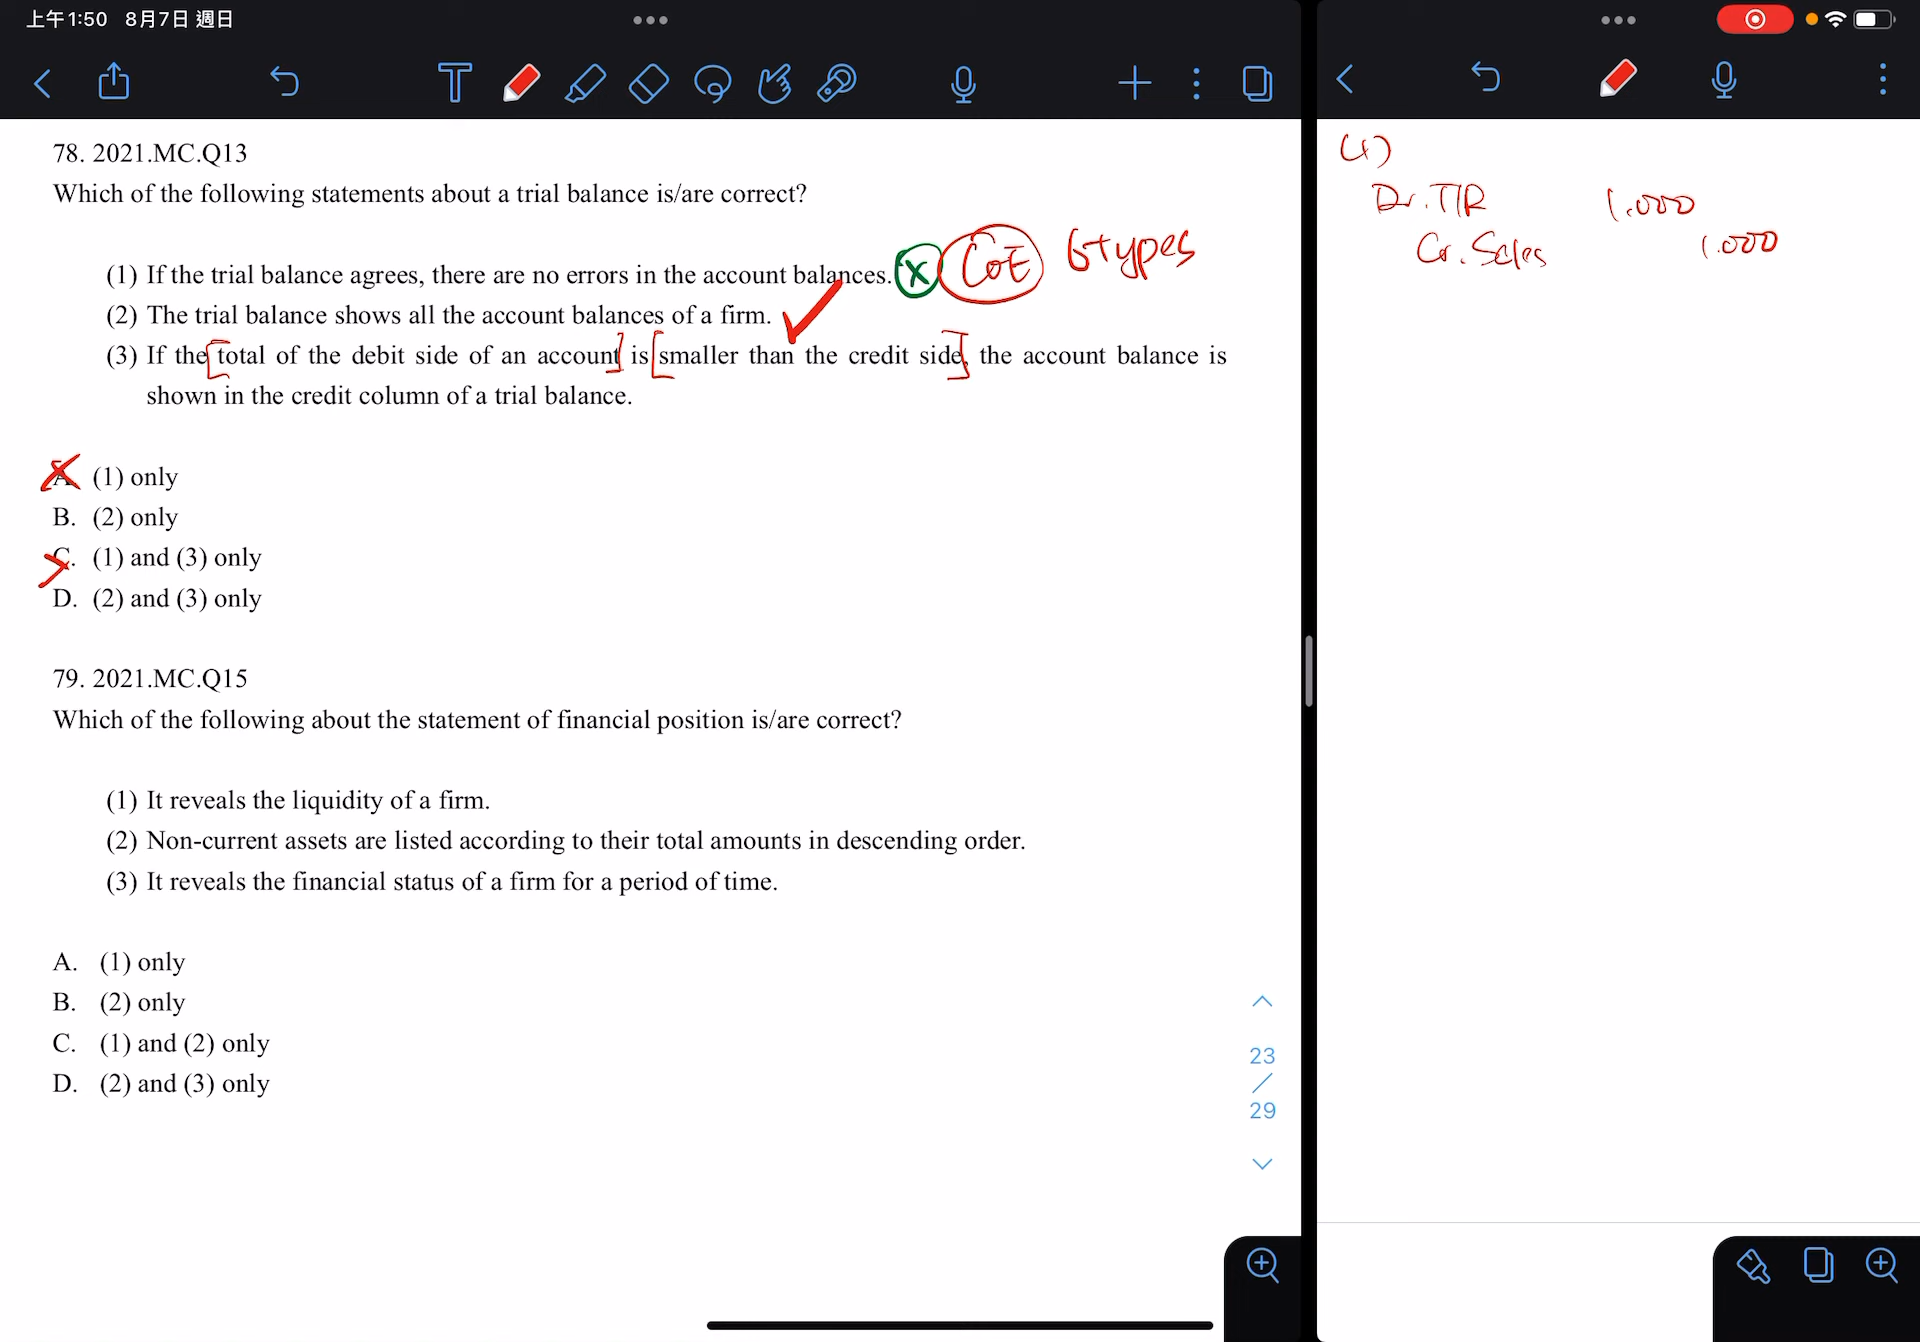 上午1:50 8月7日 週日
78. 2021.MC.Q13
Which of the following statements about a trial balance is/are correct?
(1) If the trial balance agrees, there are no errors in the account balances. X CoE 6 types
(2) The trial balance shows all the account balances of a firm.
(3) If the [total of the debit side of an account] is [smaller than the credit side], the account balance is
shown in the credit column of a trial balance.
A. (1) only
B. (2) only
C. (1) and (3) only
D. (2) and (3) only
79. 2021.MC.Q15
Which of the following about the statement of financial position is/are correct?
(1) It reveals the liquidity of a firm.
(2) Non-current assets are listed according to their total amounts in descending order.
(3) It reveals the financial status of a firm for a period of time.
A. (1) only
B. (2) only
C. (1) and (2) only
D. (2) and (3) only
23
/
29
(1)
Dr. T/R 1,000
Cr. Sales 1,000